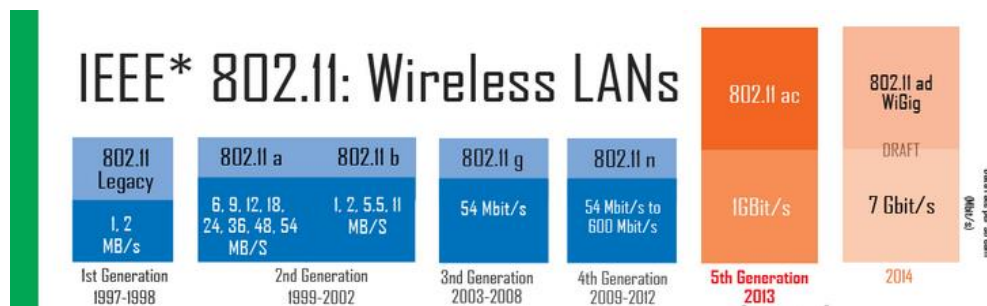 IEEE* 802.11: Wireless LANs
802.11
Legacy
1, 2
MB/s
1st Generation
1997-1998
802.11 a
802.11 b
6, 9, 12, 18,
24, 36, 48, 54
MB/S
1, 2, 5.5, 11
MB/S
2nd Generation
1999-2002
802.11 g
54 Mbit/s
3nd Generation
2003-2008
802.11 n
54 Mbit/s to
600 Mbit/s
4th Generation
2009-2012
802.11 ac
1GBit/s
5th Generation
2013
802.11 ad
WiGig
DRAFT
7 Gbit/s
2014
(Mbit/s)